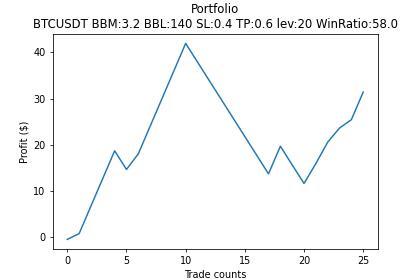 Portfolio
BTCUSDT BBM:3.2 BBL:140 SL:0.4 TP:0.6 lev:20 WinRatio:58.0
40
30
20
10
0
Profit ($)
0 5 10 15 20 25
Trade counts